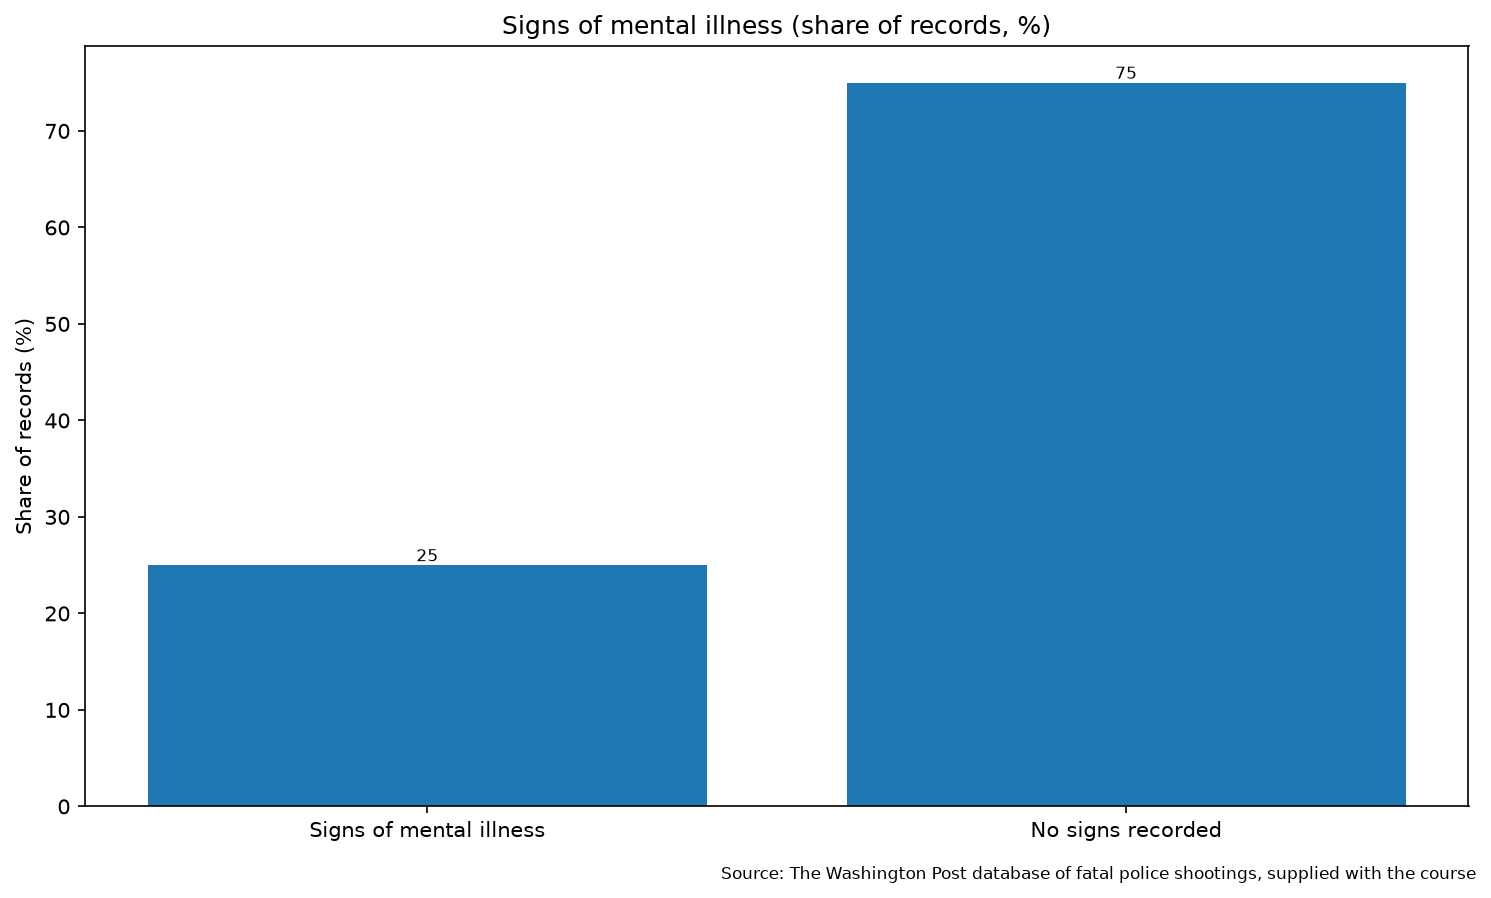 Signs of mental illness (share of records, %)
Share of records (%)
70
60
50
40
30
20
10
0
25
75
Signs of mental illness
No signs recorded
Source: The Washington Post database of fatal police shootings, supplied with the course